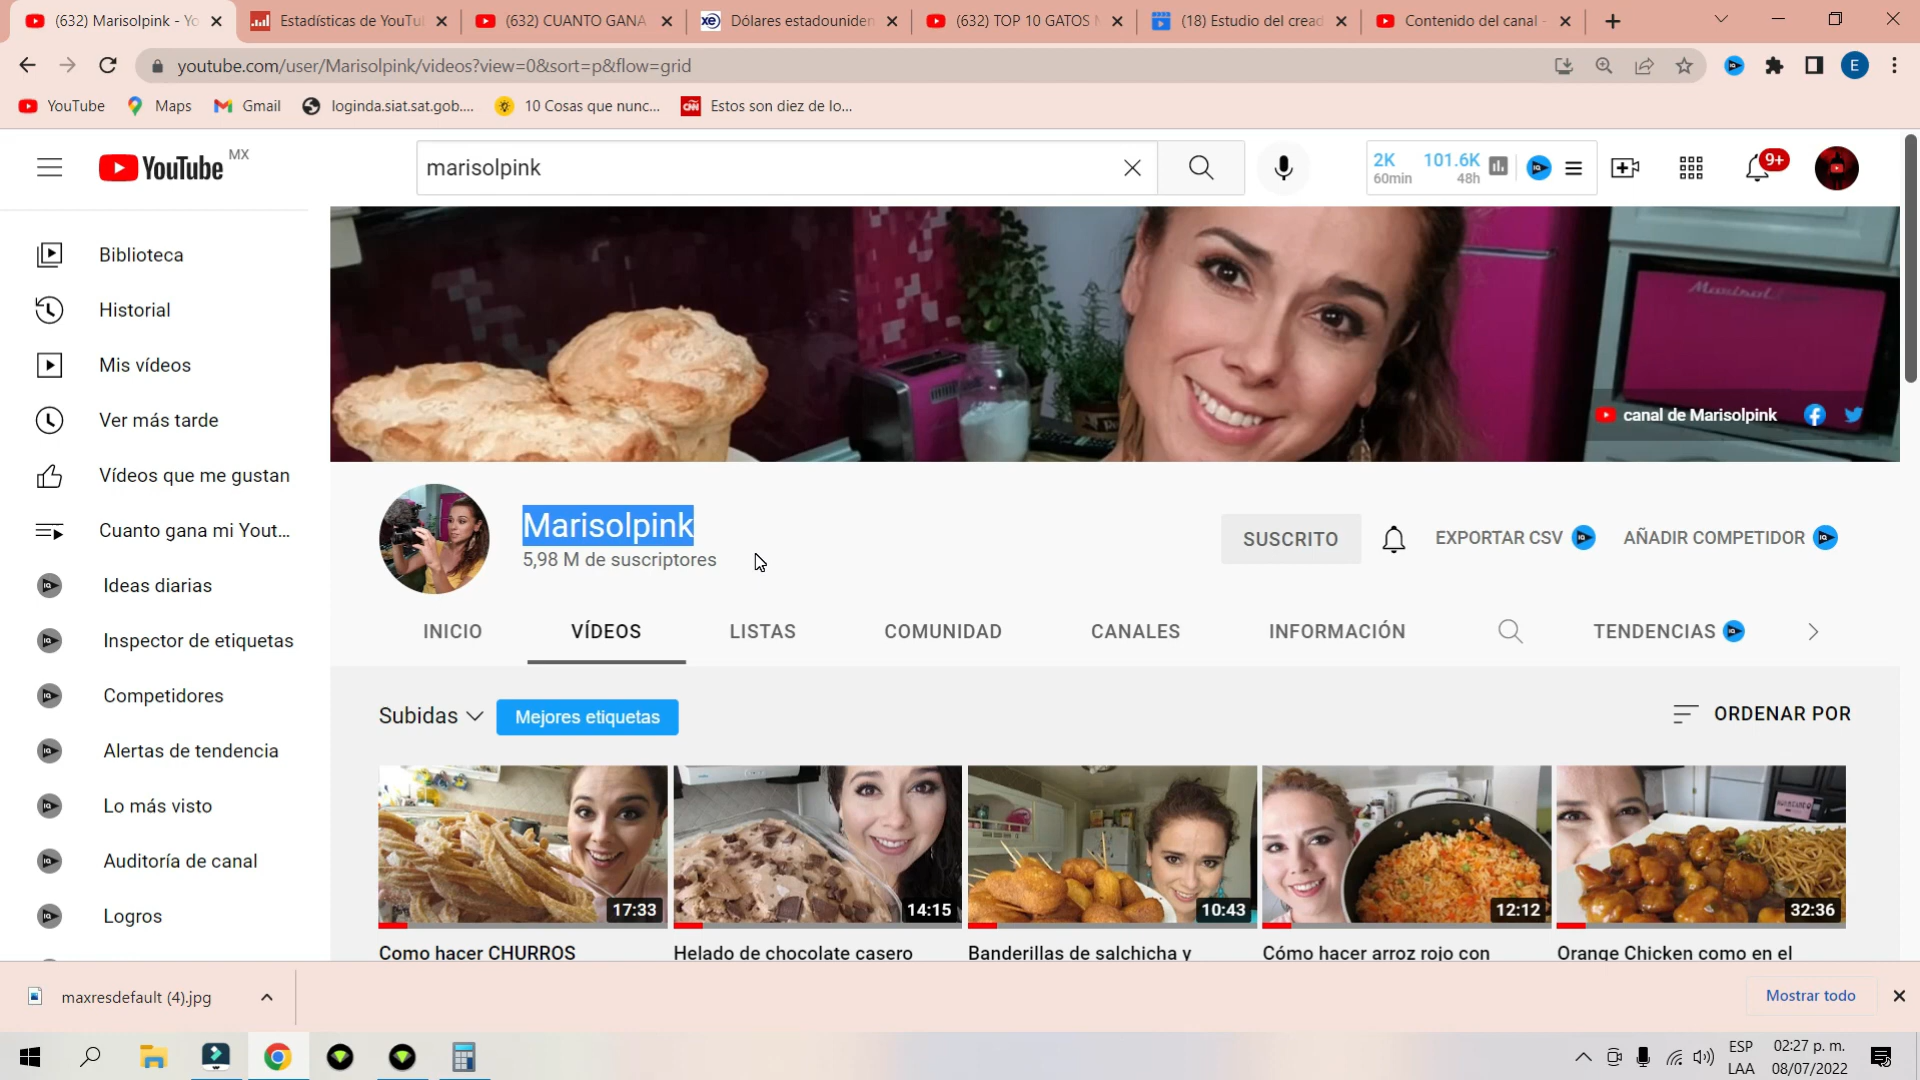 (632) Marisolpink - Yo
Estadísticas de YouTu
(632) CUANTO GANA
Dólares estadouniden
(632) TOP 10 GATOS
(18) Estudio del cread
Contenido del canal -
youtube.com/user/Marisolpink/videos?view=0&sort=p&flow=grid
E
YouTube
Maps
Gmail
loginda.siat.sat.gob....
10 Cosas que nunc...
Estos son diez de lo...
YouTube MX
marisolpink
2K
60min
101.6K
48h
9+
Biblioteca
Historial
Mis vídeos
Ver más tarde
Vídeos que me gustan
Cuanto gana mi Yout...
Ideas diarias
Inspector de etiquetas
Competidores
Alertas de tendencia
Lo más visto
Auditoría de canal
Logros
Marisol
canal de Marisolpink
Marisolpink
5,98 M de suscriptores
SUSCRITO
EXPORTAR CSV
AÑADIR COMPETIDOR
INICIO
VÍDEOS
LISTAS
COMUNIDAD
CANALES
INFORMACIÓN
TENDENCIAS
Subidas
Mejores etiquetas
ORDENAR POR
17:33
14:15
10:43
12:12
32:36
Como hacer CHURROS
Helado de chocolate casero
Banderillas de salchicha y
Cómo hacer arroz rojo con
Orange Chicken como en el
maxresdefault (4).jpg
Mostrar todo
ESP
LAA
02:27 p. m.
08/07/2022